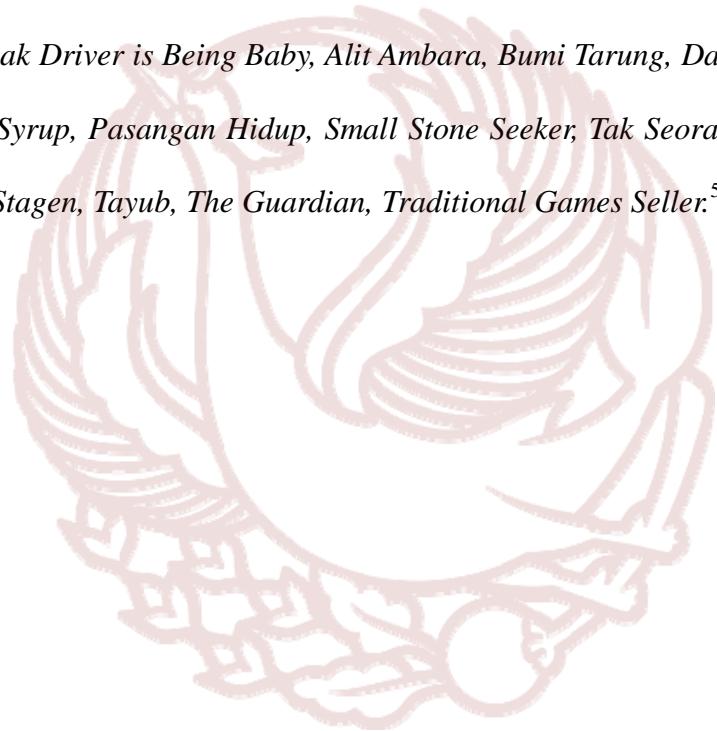 ak Driver is Being Baby, Alit Ambara, Bumi Tarung, Da
Syrup, Pasangan Hidup, Small Stone Seeker, Tak Seora
Stagen, Tayub, The Guardian, Traditional Games Seller.5